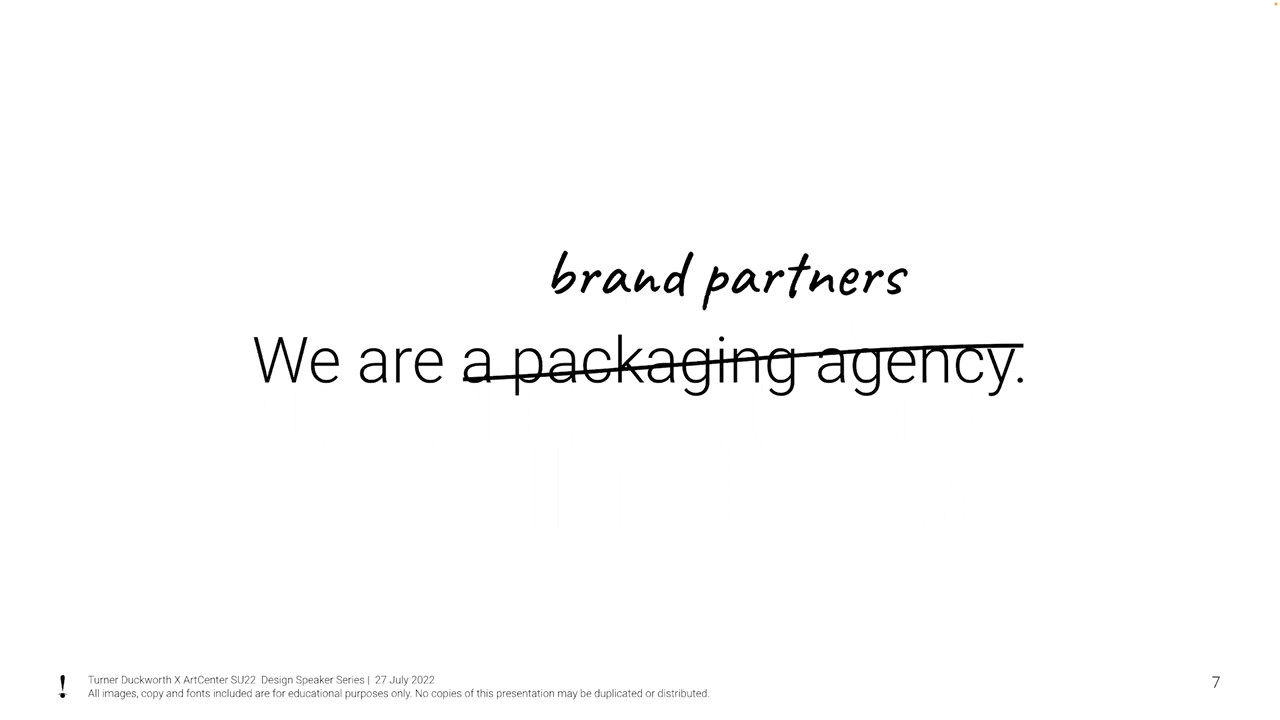 brand partners
We are a packaging agency.
! Turner Duckworth X ArtCenter SU22 Design Speaker Series | 27 July 2022
All images, copy and fonts included are for educational purposes only. No copies of this presentation may be duplicated or distributed.
7